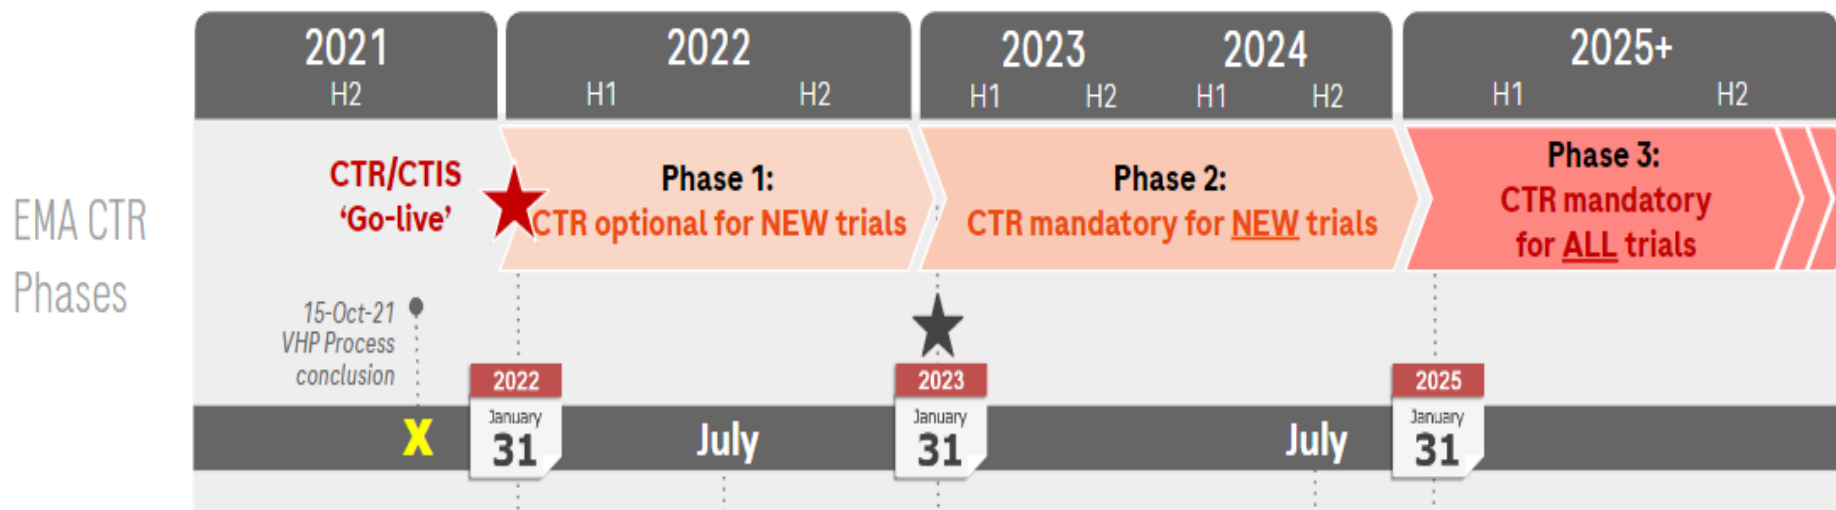 2021
H2
2022
H1 H2
2023 2024
H1 H2 H1 H2
2025+
H1 H2
EMA CTR
Phases
CTR/CTIS
‘Go-live’
Phase 1:
CTR optional for NEW trials
Phase 2:
CTR mandatory for NEW trials
Phase 3:
CTR mandatory
for ALL trials
15-Oct-21
VHP Process
conclusion
X
2022
January
31
July
2023
January
31
July
2025
January
31